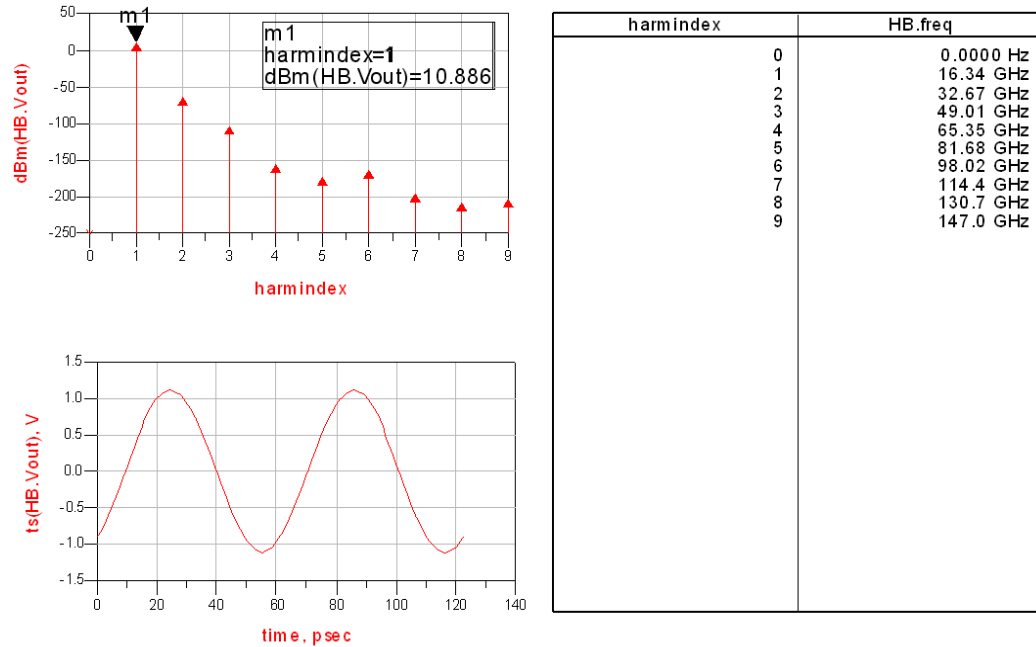 m1
m1
harmindex=1
dBm(HB.Vout)=10.886
dBm(HB.Vout)
50
0
-50
-100
-150
-200
-250
0 1 2 3 4 5 6 7 8 9
harmindex
ts(HB.Vout), V
1.5
1.0
0.5
0.0
-0.5
-1.0
-1.5
0 20 40 60 80 100 120 140
time, psec
harmindex HB.freq
0 0.0000 Hz
1 16.34 GHz
2 32.67 GHz
3 49.01 GHz
4 65.35 GHz
5 81.68 GHz
6 98.02 GHz
7 114.4 GHz
8 130.7 GHz
9 147.0 GHz